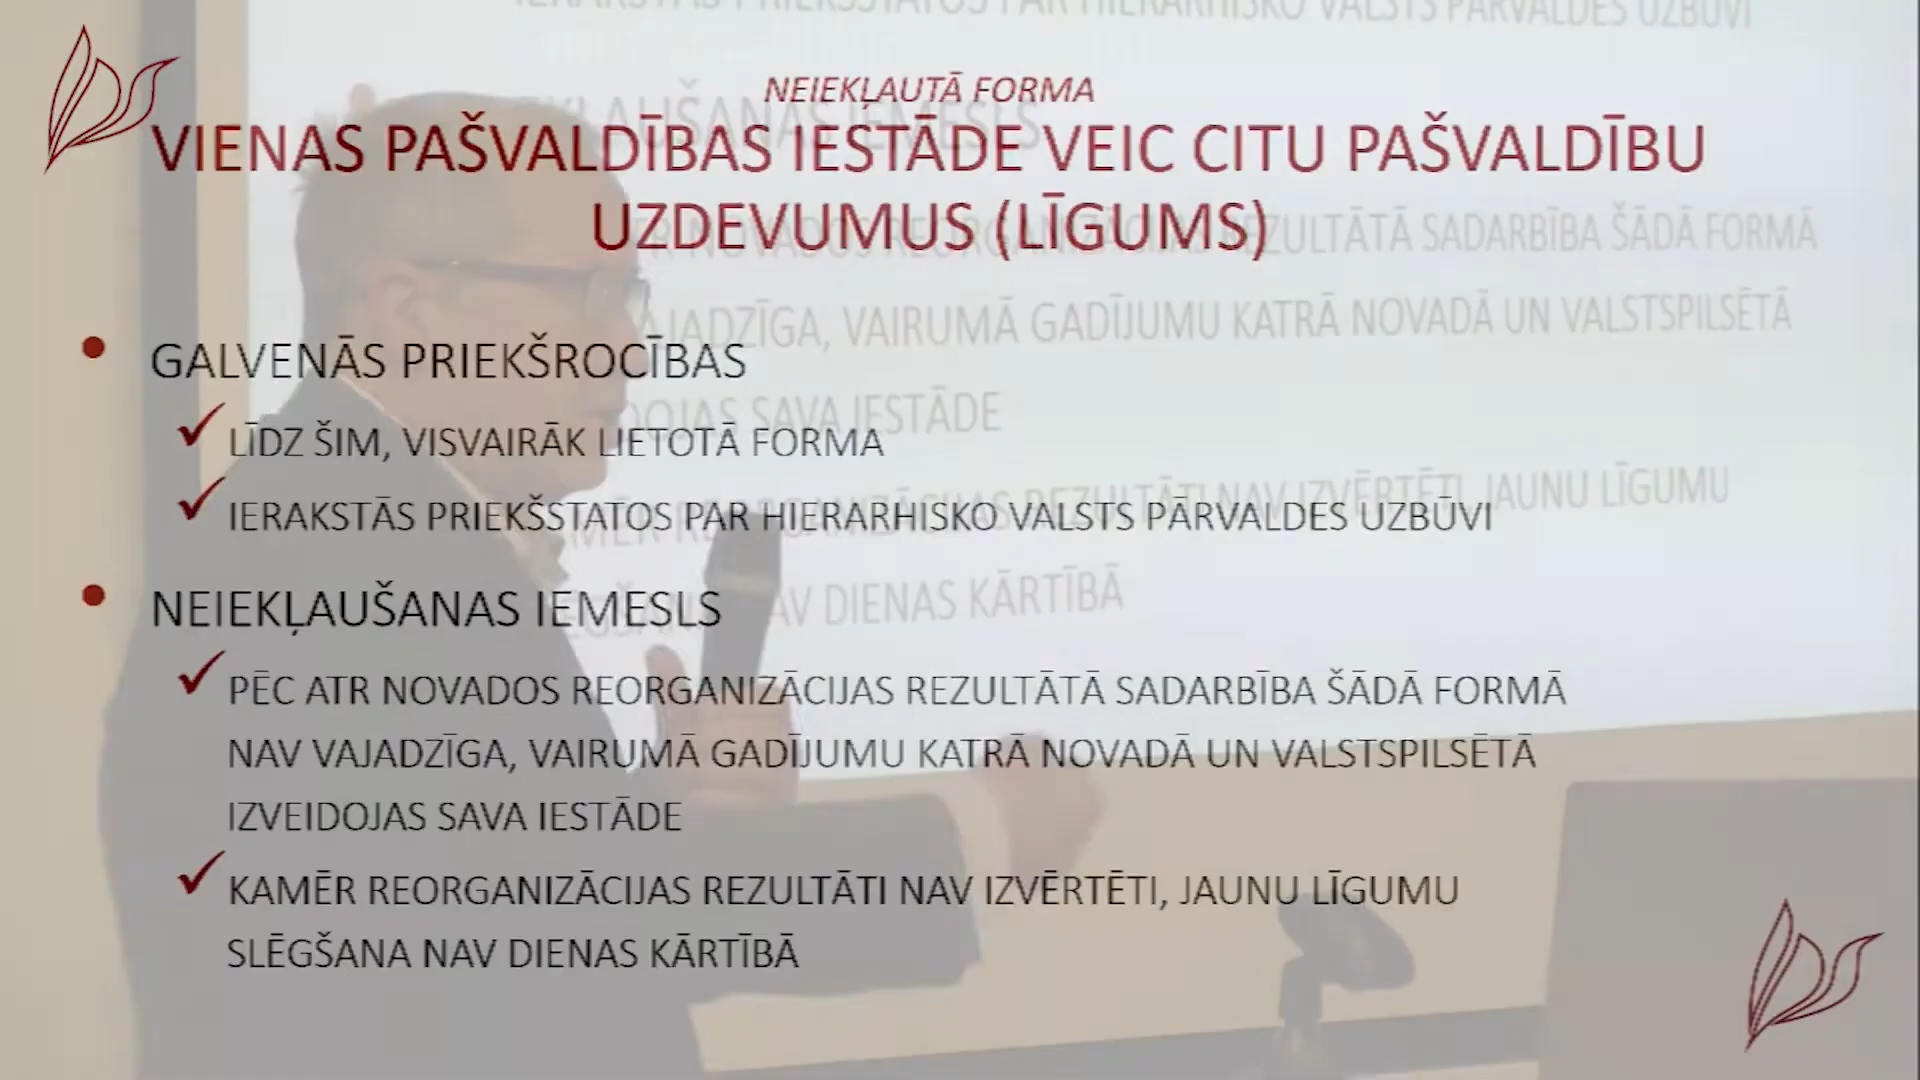 NEIEKĻAUTĀ FORMA
VIENAS PAŠVALDĪBAS IESTĀDE VEIC CITU PAŠVALDĪBU
UZDEVUMUS (LĪGUMS)
GALVENĀS PRIEKŠROCĪBAS
LĪDZ ŠIM, VISVAIRĀK LIETOTĀ FORMA
IERAKSTĀS PRIEKŠSTATOS PAR HIERARHISKO VALSTS PĀRVALDES UZBŪVI
NEIEKĻAUŠANAS IEMESLS
PĒC ATR NOVADOS REORGANIZĀCIJAS REZULTĀTĀ SADARBĪBA ŠĀDĀ FORMĀ
NAV VAJADZĪGA, VAIRUMĀ GADĪJUMU KATRĀ NOVADĀ UN VALSTSPILSĒTĀ
IZVEIDOJAS SAVA IESTĀDE
KAMĒR REORGANIZĀCIJAS REZULTĀTI NAV IZVĒRTĒTI, JAUNU LĪGUMU
SLĒGŠANA NAV DIENAS KĀRTĪBĀ